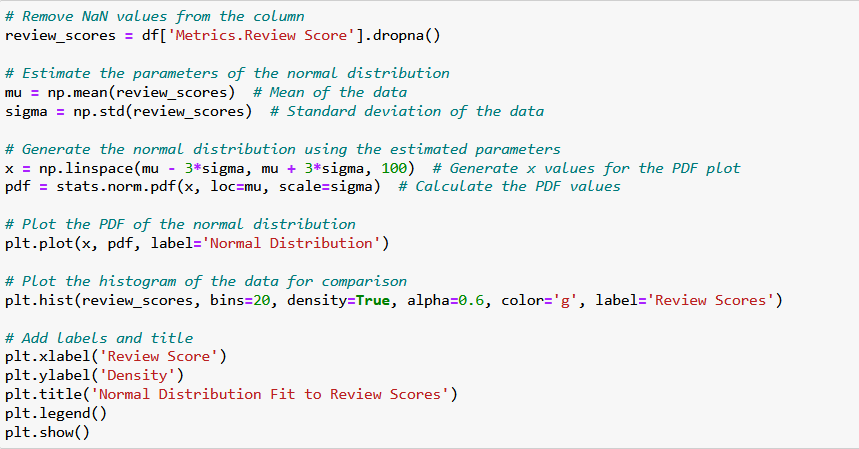 # Remove NaN values from the column
review_scores = df['Metrics.Review Score'].dropna()
# Estimate the parameters of the normal distribution
mu = np.mean(review_scores)  # Mean of the data
sigma = np.std(review_scores)  # Standard deviation of the data
# Generate the normal distribution using the estimated parameters
x = np.linspace(mu - 3*sigma, mu + 3*sigma, 100)  # Generate x values for the PDF plot
pdf = stats.norm.pdf(x, loc=mu, scale=sigma)  # Calculate the PDF values
# Plot the PDF of the normal distribution
plt.plot(x, pdf, label='Normal Distribution')
# Plot the histogram of the data for comparison
plt.hist(review_scores, bins=20, density=True, alpha=0.6, color='g', label='Review Scores')
# Add labels and title
plt.xlabel('Review Score')
plt.ylabel('Density')
plt.title('Normal Distribution Fit to Review Scores')
plt.legend()
plt.show()